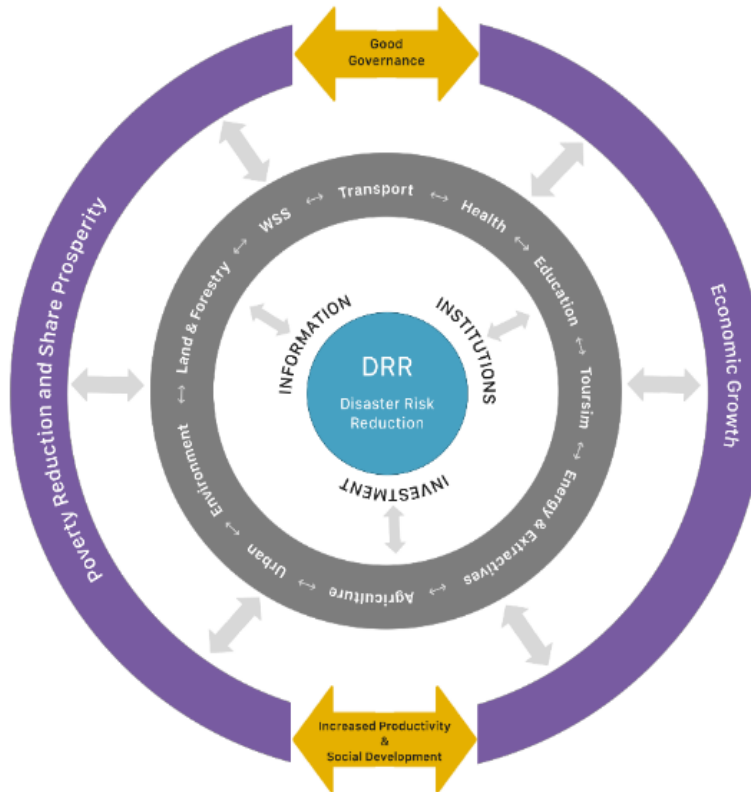 Good
Governance
Poverty Reduction and Share Prosperity
Economic Growth
WSS
Transport
Health
Education
Toursim
Energy & Extractives
Agriculture
Urban
Environment
Land & Forestry
INFORMATION
INSTITUTIONS
INVESTMENT
DRR
Disaster Risk
Reduction
Increased Productivity
&
Social Development